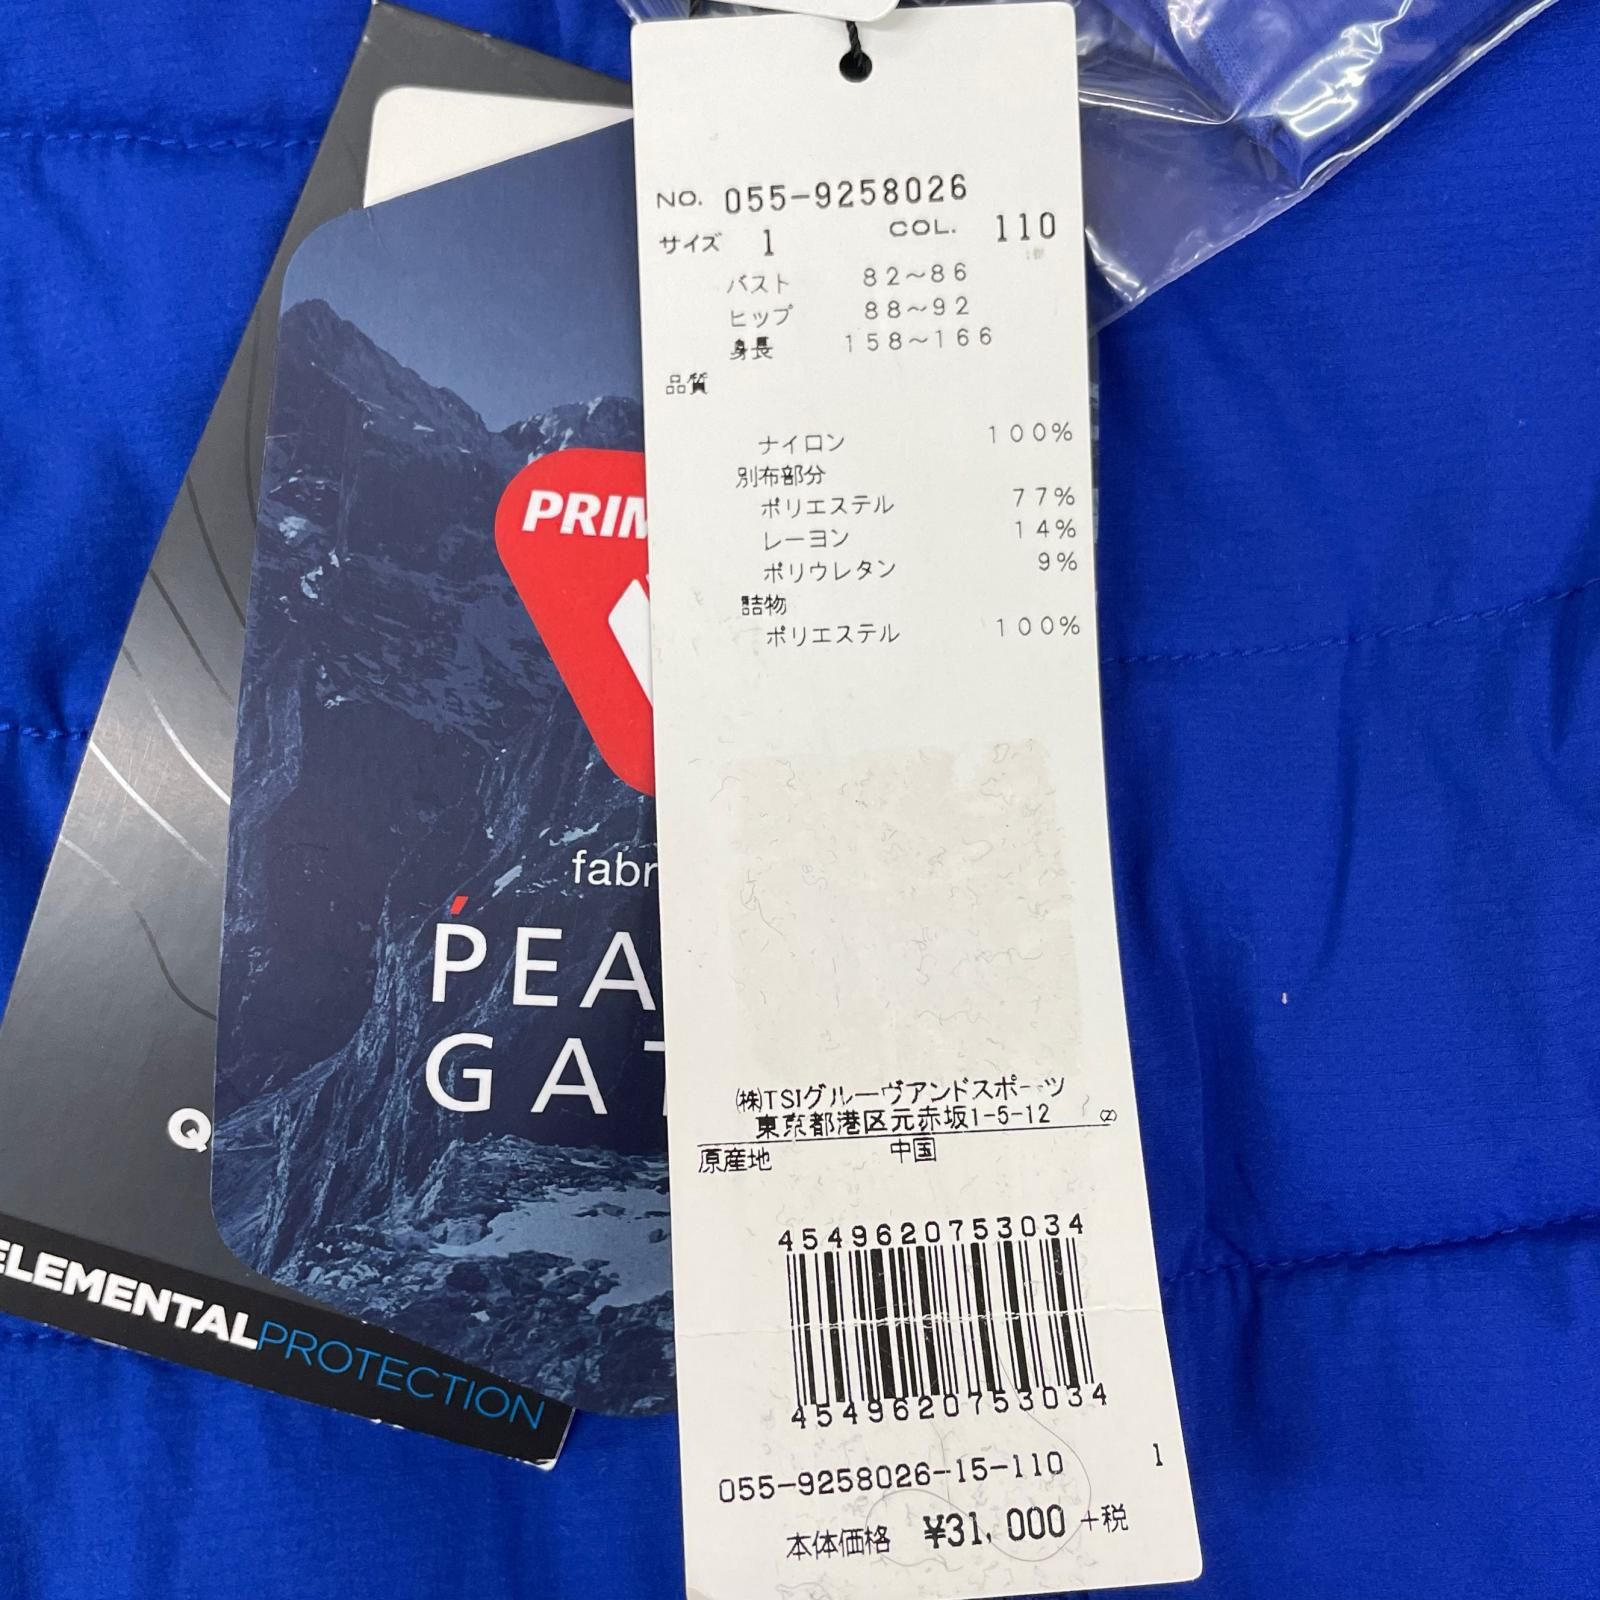 NO. 055-9258026
サイズ 1 COL. 110
バスト 82～86
ヒップ 88～92
身長 158～166
品質
ナイロン 100%
別布部分
ポリエステル 77%
レーヨン 14%
ポリウレタン 9%
詰物
ポリエステル 100%
㈱TSIグルーヴアンドスポーツ
東京都港区元赤坂1-5-12 (Z)
原産地 中国
4549620753034
4549620753034
055-9258026-15-110 1
本体価格 ¥31,000 +税
PRIM
fabr
PEA
GAT
Q
ELEMENTALPROTECTION